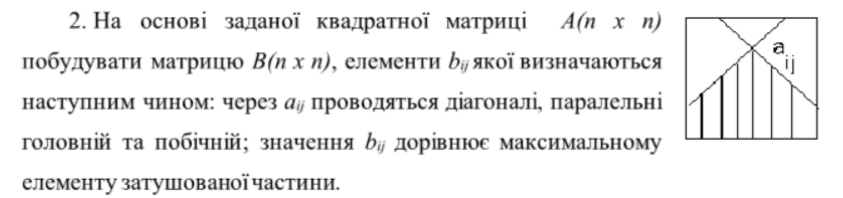 2. На основі заданої квадратної матриці A(n x n)
побудувати матрицю B(n x n), елементи bij якої визначаються
наступним чином: через aij проводяться діагоналі, паралельні
головній та побічній; значення bij дорівнює максимальному
елементу затушованої частини.
a ij